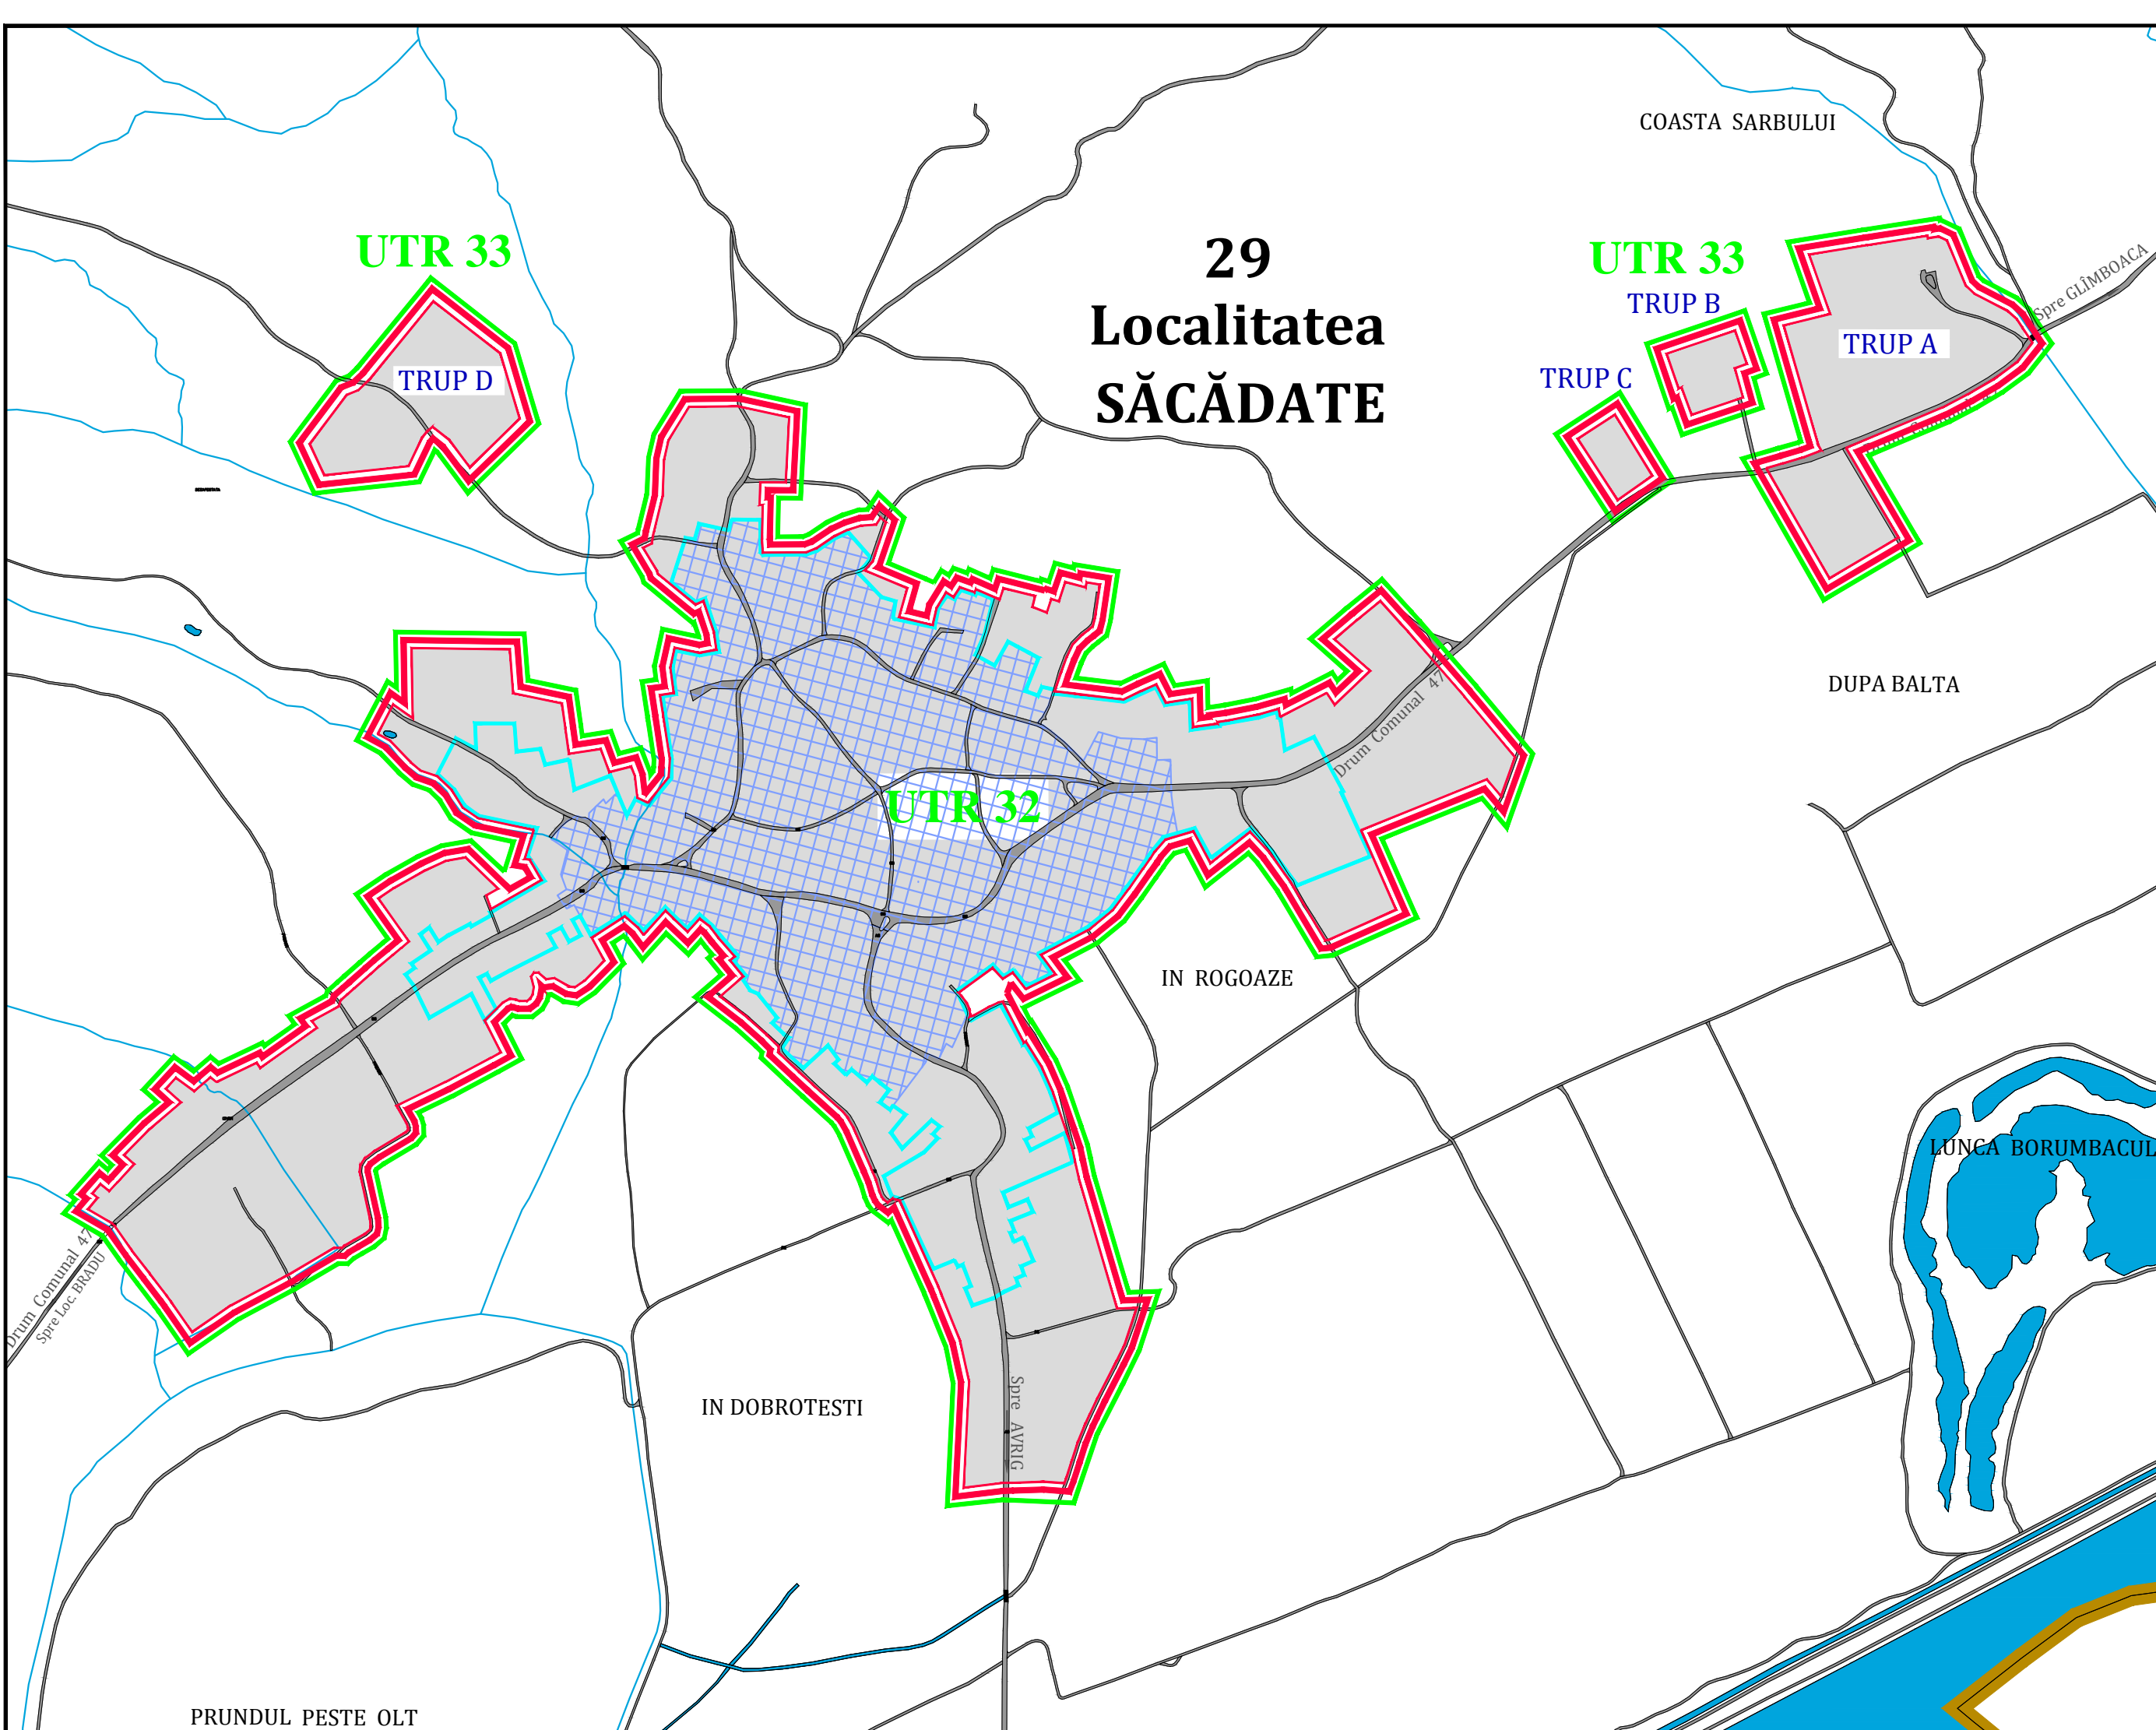 COASTA SARBULUI
UTR 33
29
Localitatea
SĂCĂDATE
UTR 33
TRUP B
TRUP A
TRUP C
TRUP D
Spre GLÎMBOACA
DUPA BALTA
Drum Comunal 47
UTR 32
IN ROGOAZE
LUNCA BORUMBACUL
Drum Comunal 47
Spre Loc. BRADU
IN DOBROTESTI
Spre AVRIG
PRUNDUL PESTE OLT